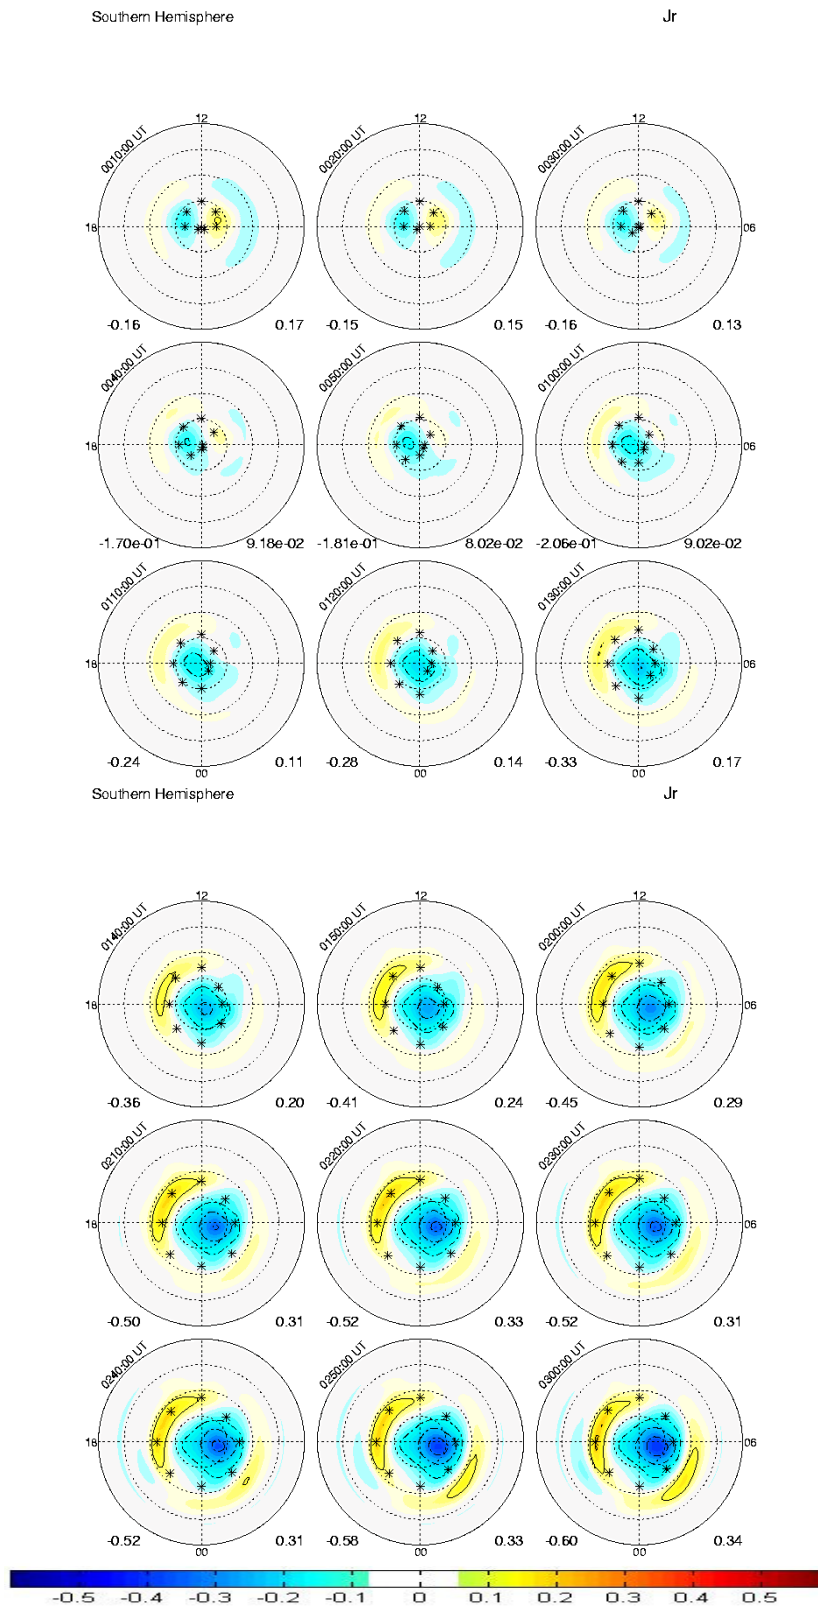 Southern Hemisphere Jr
12
0010:00 UT 0020:00 UT 0030:00 UT
18 06
-0.16 0.17 -0.15 0.15 -0.16 0.13
0040:00 UT 0050:00 UT 0100:00 UT
18 06
-1.70e-01 9.18e-02 -1.81e-01 8.02e-02 -2.06e-01 9.02e-02
0110:00 UT 0120:00 UT 0130:00 UT
18 06
-0.24 0.11 -0.28 0.14 -0.33 0.17
00 00 00
Southern Hemisphere Jr
12 12 12
0140:00 UT 0150:00 UT 0200:00 UT
18 06
-0.36 0.20 -0.41 0.24 -0.45 0.29
0210:00 UT 0220:00 UT 0230:00 UT
18 06
-0.50 0.31 -0.52 0.33 -0.52 0.31
0240:00 UT 0250:00 UT 0300:00 UT
18 06
-0.52 0.31 -0.58 0.33 -0.60 0.34
00 00 00
-0.5 -0.4 -0.3 -0.2 -0.1 0 0.1 0.2 0.3 0.4 0.5